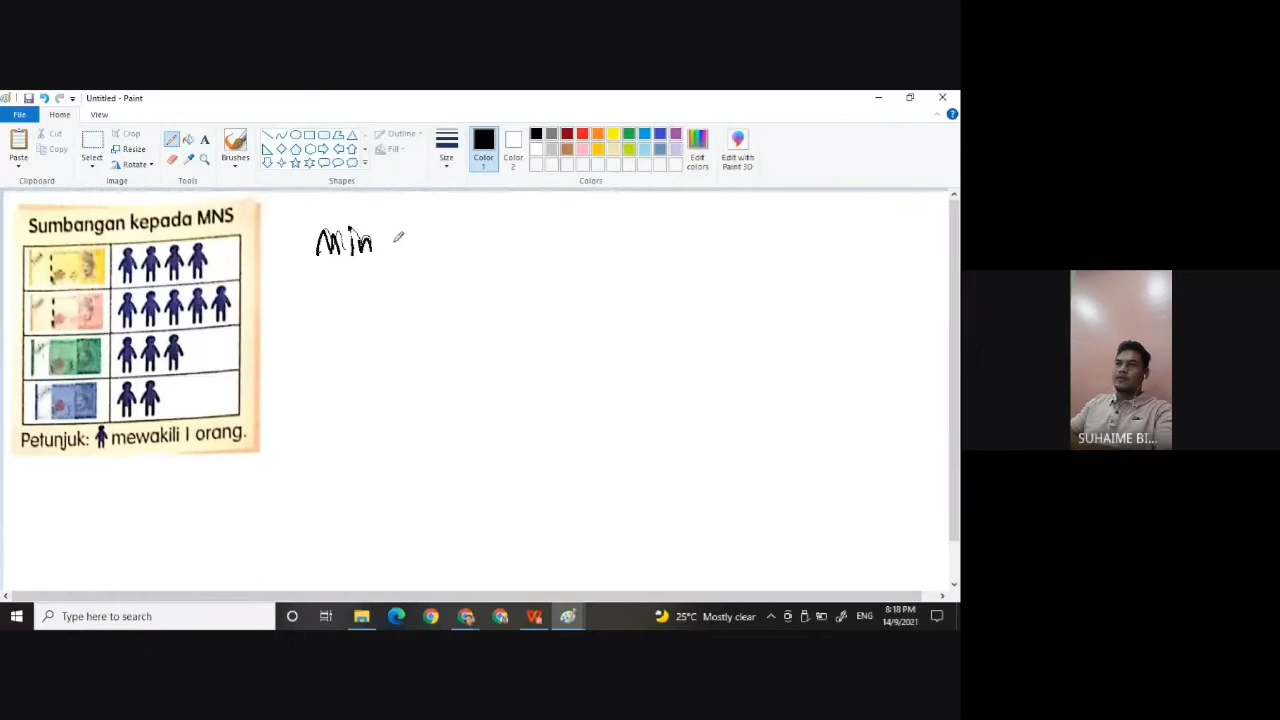 Untitled - Paint
File
Home
View
Paste
Cut
Copy
Clipboard
Select
Crop
Resize
Rotate
Image
Tools
Brushes
Outline
Fill
Shapes
Size
Color 1
Color 2
Colors
Edit colors
Edit with Paint 3D
Sumbangan kepada MNS
Petunjuk: mewakili 1 orang.
Min
SUHAIME BI...
Type here to search
25°C Mostly clear
ENG
8:18 PM
14/9/2021